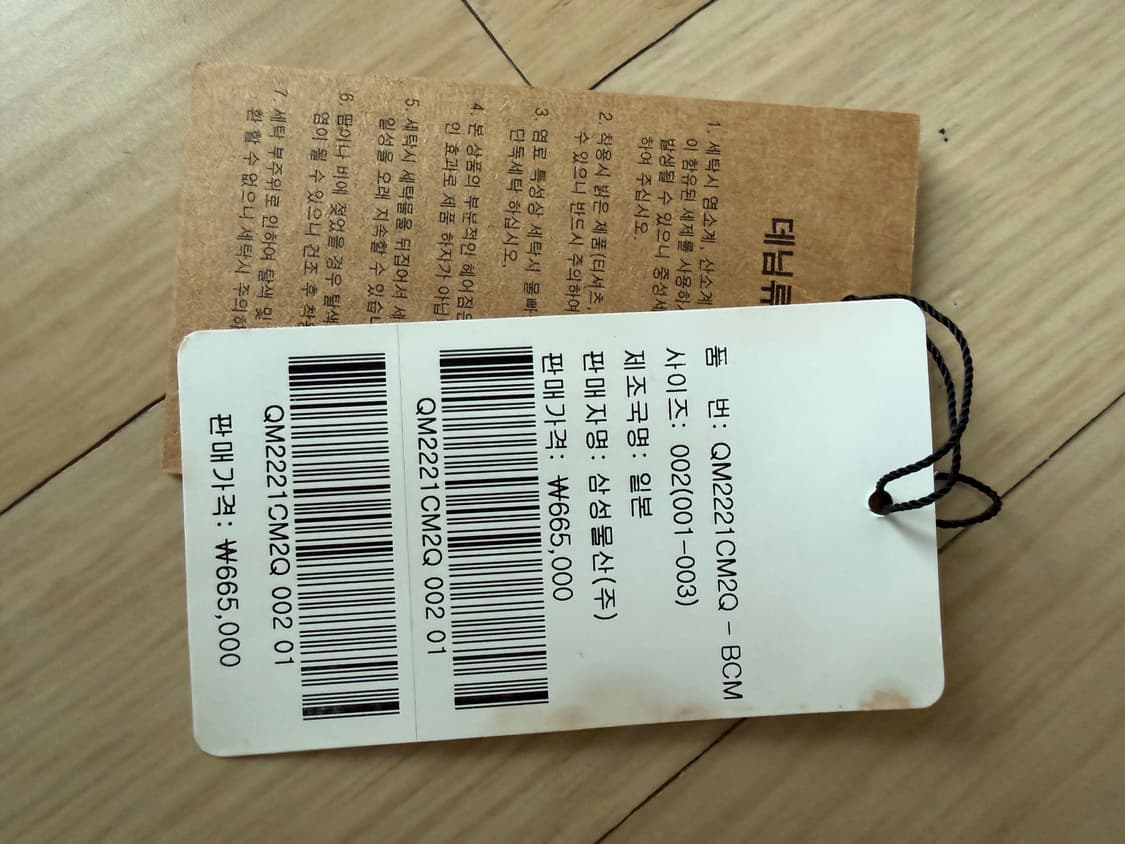 품 번: QM2221CM2Q - BCM
사이즈: 002(001-003)
제조국명: 일본
판매자명: 삼성물산(주)
판매가격: ₩665,000
QM2221CM2Q 002 01
QM2221CM2Q 002 01
판매가격: ₩665,000
데님류
1. 세탁시 염소계, 산소계
이 함유된 세제를 사용하
발생될 수 있으니 중성세
하여 주십시오.
2 착용시 밝은 제품(티셔츠,
수 있으니 반드시 주의하여
3. 염료 특성상 세탁시 물빠
단독세탁 하십시오.
4. 본 상품의 부분적인 헤어짐은
인 효과로 제품 하자가 아닙
5. 세탁시 세탁물을 뒤집어서 세
일성을 오래 지속할 수 있습
6. 땀이나 비에 젖었을 경우 탈색
염이 될 수 있으니 건조 후 착
7. 세탁 부주위로 인하여 탈색 및
환 할 수 없으니 세탁시 주의하